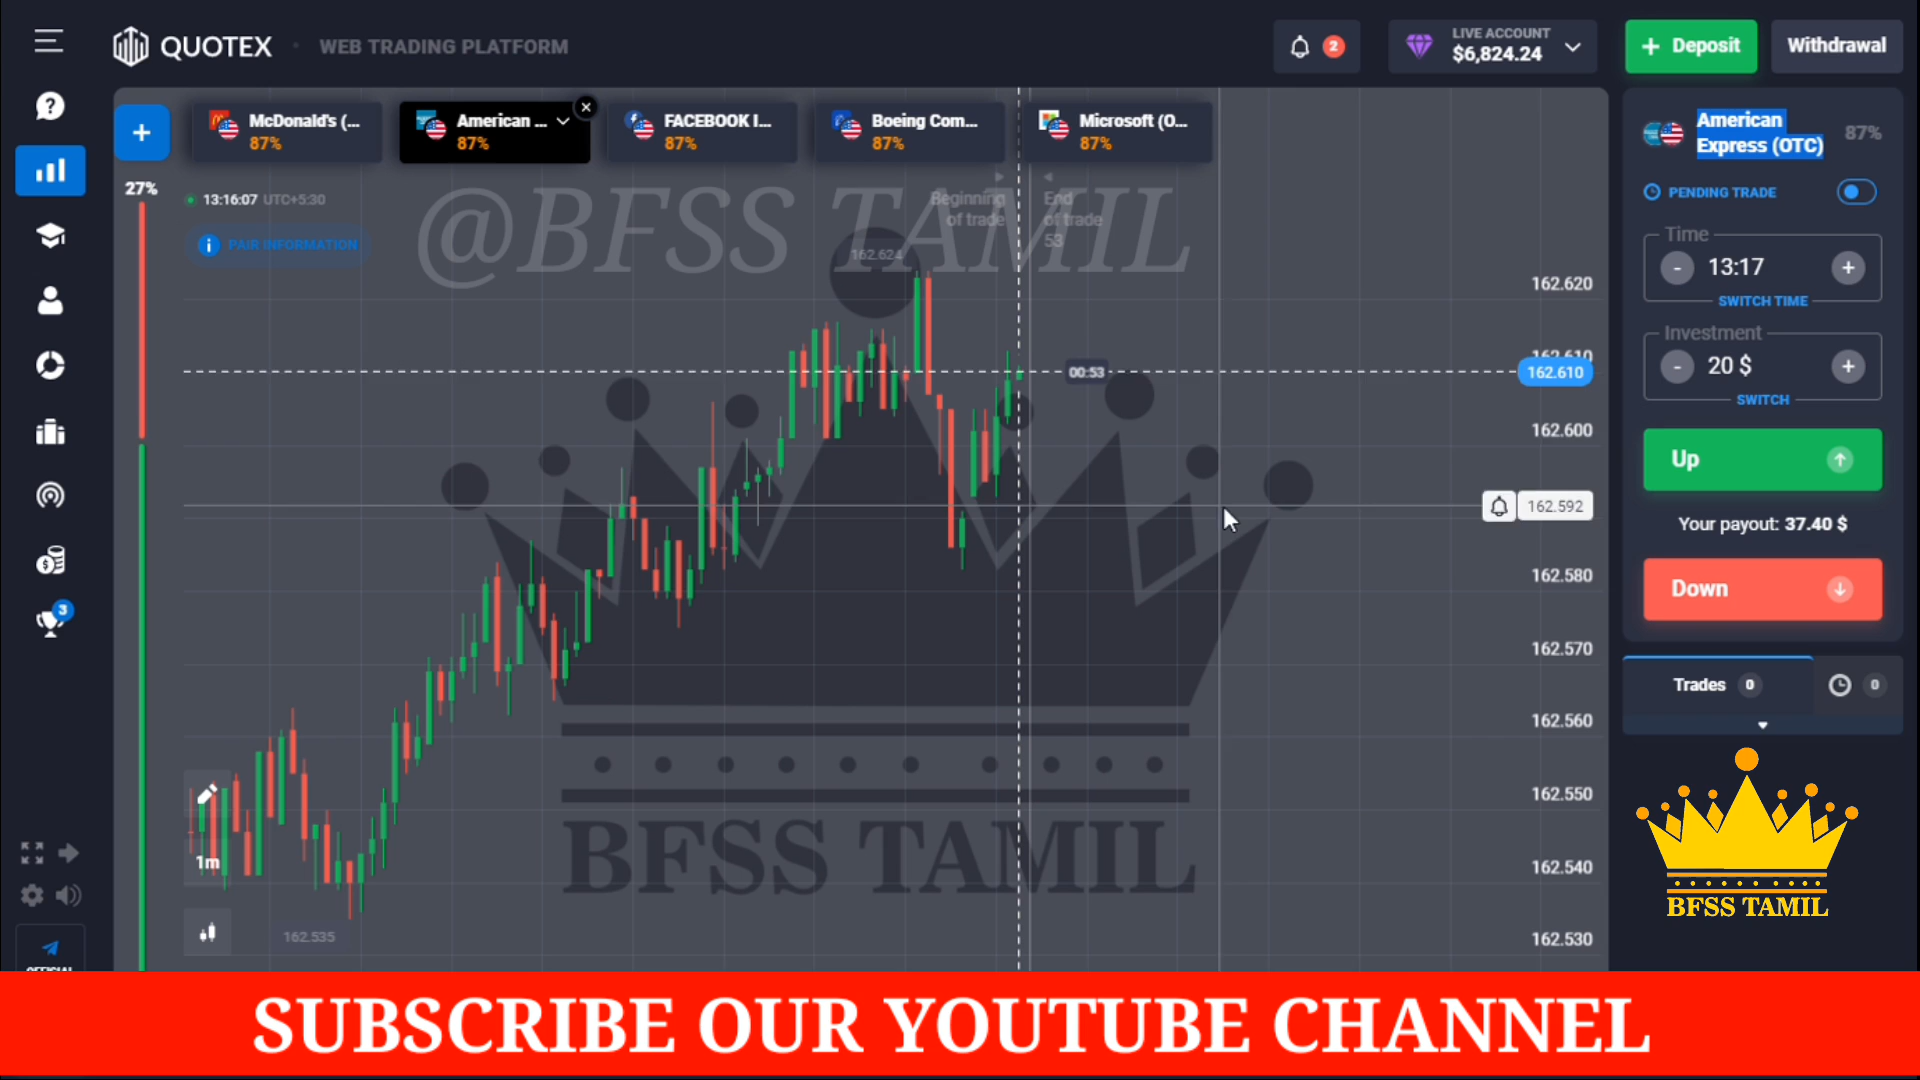 QUOTEX
WEB TRADING PLATFORM
2
LIVE ACCOUNT
$6,824.24
+ Deposit
Withdrawal
+
McDonald's (...
87%
American ...
87%
FACEBOOK I...
87%
Boeing Com...
87%
Microsoft (O...
87%
American
Express (OTC)
87%
PENDING TRADE
Time
- 13:17 +
SWITCH TIME
Investment
- 20 $ +
SWITCH
Up
Your payout: 37.40 $
Down
Trades 0
0
27%
13:16:07 UTC+5:30
PAIR INFORMATION
@BFSS TAMIL
Beginning
of trade
End
of trade
53
162.624
162.620
162.610
162.610
00:53
162.600
162.592
162.580
162.570
162.560
162.550
162.540
162.530
3
1m
162.535
BFSS TAMIL
BFSS TAMIL
SUBSCRIBE OUR YOUTUBE CHANNEL